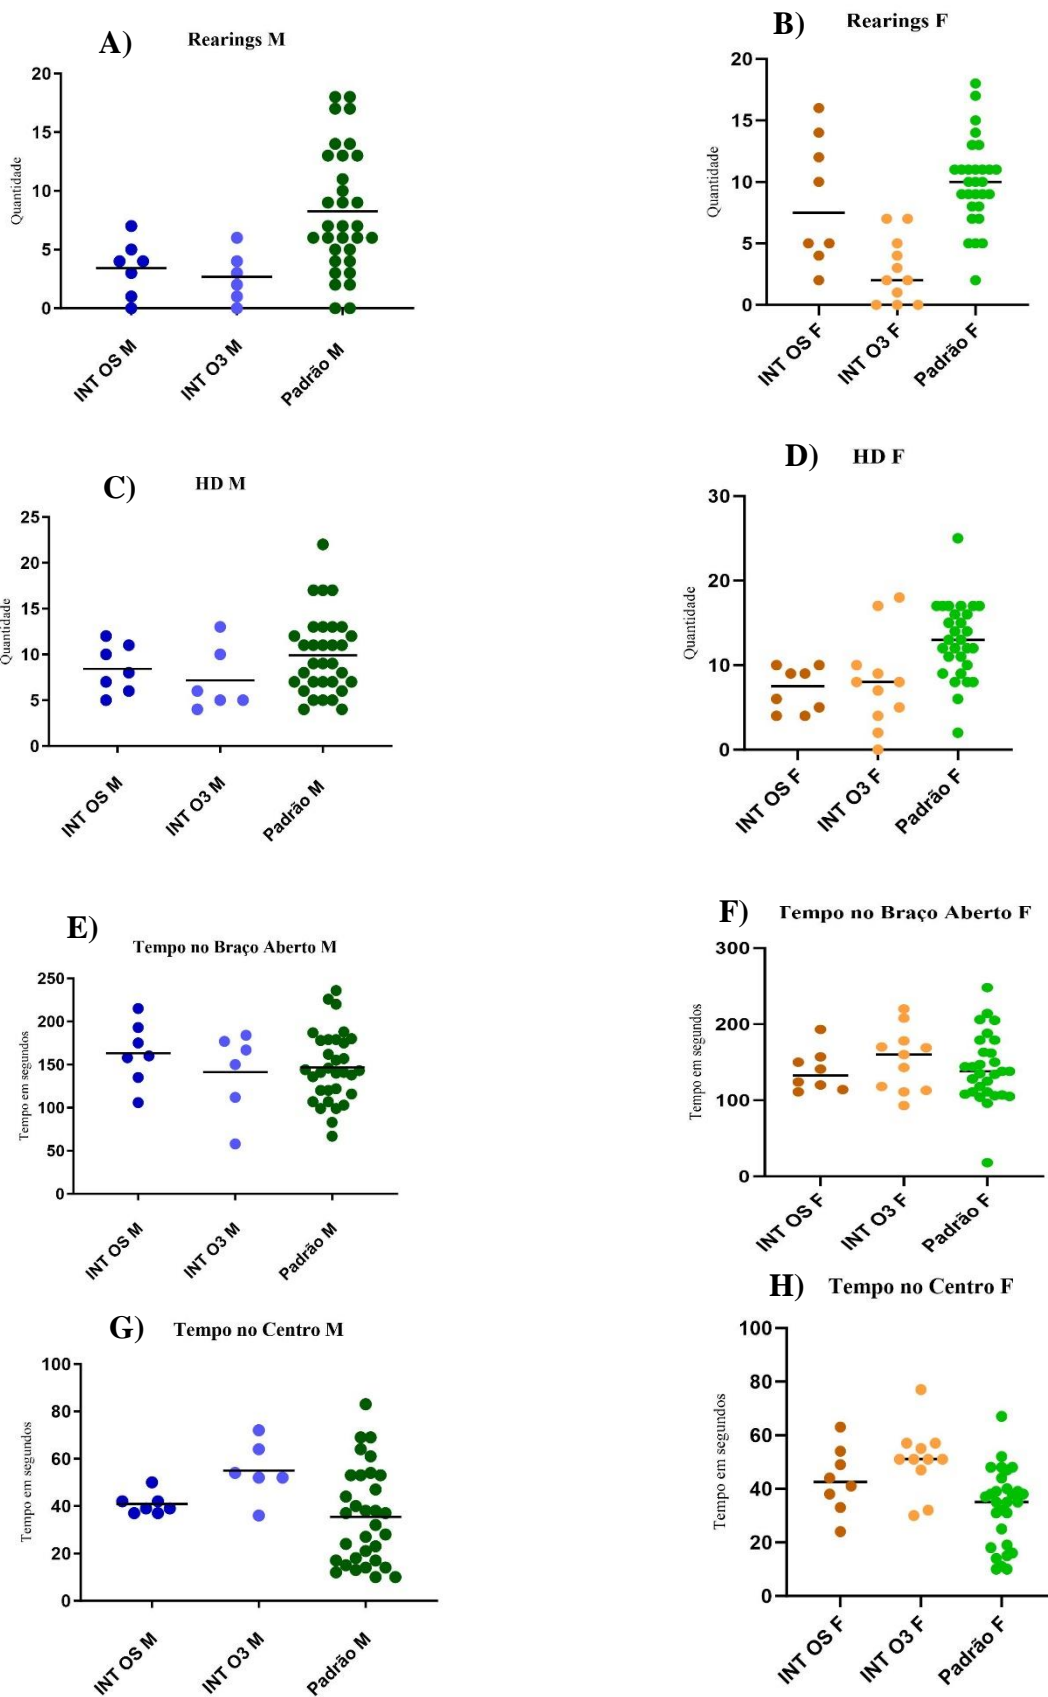 A)
Rearings M
Quantidade
20
15
10
5
0
INT OS M
INT O3 M
Padrão M
B)
Rearings F
Quantidade
20
15
10
5
0
INT OS F
INT O3 F
Padrão F
C)
HD M
Quantidade
25
20
15
10
5
0
INT OS M
INT O3 M
Padrão M
D)
HD F
Quantidade
30
20
10
0
INT OS F
INT O3 F
Padrão F
E)
Tempo no Braço Aberto M
Tempo em segundos
250
200
150
100
50
0
INT OS M
INT O3 M
Padrão M
F)
Tempo no Braço Aberto F
Tempo em segundos
300
200
100
0
INT OS F
INT O3 F
Padrão F
G)
Tempo no Centro M
Tempo em segundos
100
80
60
40
20
0
INT OS M
INT O3 M
Padrão M
H)
Tempo no Centro F
Tempo em segundos
100
80
60
40
20
0
INT OS F
INT O3 F
Padrão F